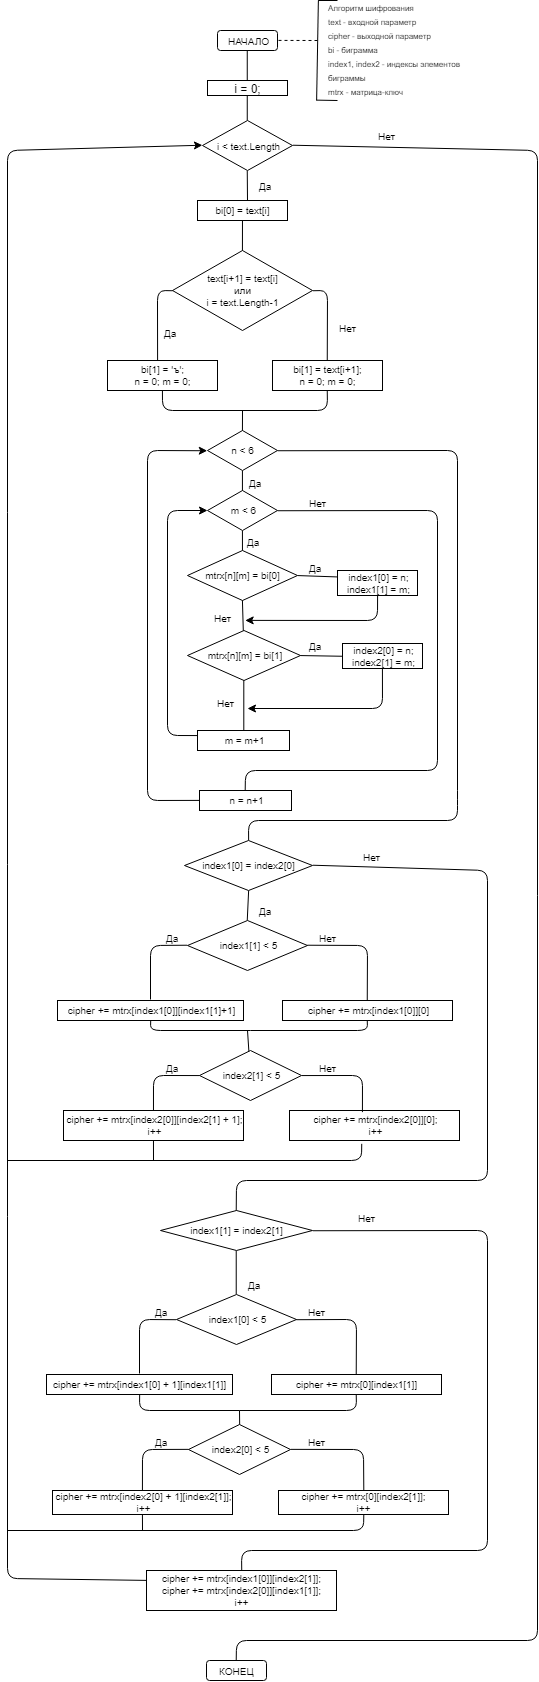 Алгоритм шифрования
text - входной параметр
cipher - выходной параметр
bi - биграмма
index1, index2 - индексы элементов
биграммы
mtrx - матрица-ключ
НАЧАЛО
i = 0;
i < text.Length
Нет
Да
bi[0] = text[i]
text[i+1] = text[i]
или
i = text.Length-1
Да
Нет
bi[1] = 'ъ';
n = 0; m = 0;
bi[1] = text[i+1];
n = 0; m = 0;
n < 6
Да
m < 6
Нет
Да
mtrx[n][m] = bi[0]
Да
index1[0] = n;
index1[1] = m;
Нет
mtrx[n][m] = bi[1]
Да
index2[0] = n;
index2[1] = m;
Нет
m = m+1
n = n+1
index1[0] = index2[0]
Нет
Да
index1[1] < 5
Да
Нет
cipher += mtrx[index1[0]][index1[1]+1]
cipher += mtrx[index1[0]][0]
index2[1] < 5
Да
Нет
cipher += mtrx[index2[0]][index2[1] + 1];
i++
cipher += mtrx[index2[0]][0];
i++
index1[1] = index2[1]
Нет
Да
index1[0] < 5
Да
Нет
cipher += mtrx[index1[0] + 1][index1[1]]
cipher += mtrx[0][index1[1]]
index2[0] < 5
Да
Нет
cipher += mtrx[index2[0] + 1][index2[1]];
i++
cipher += mtrx[0][index2[1]];
i++
cipher += mtrx[index1[0]][index2[1]];
cipher += mtrx[index2[0]][index1[1]];
i++
КОНЕЦ